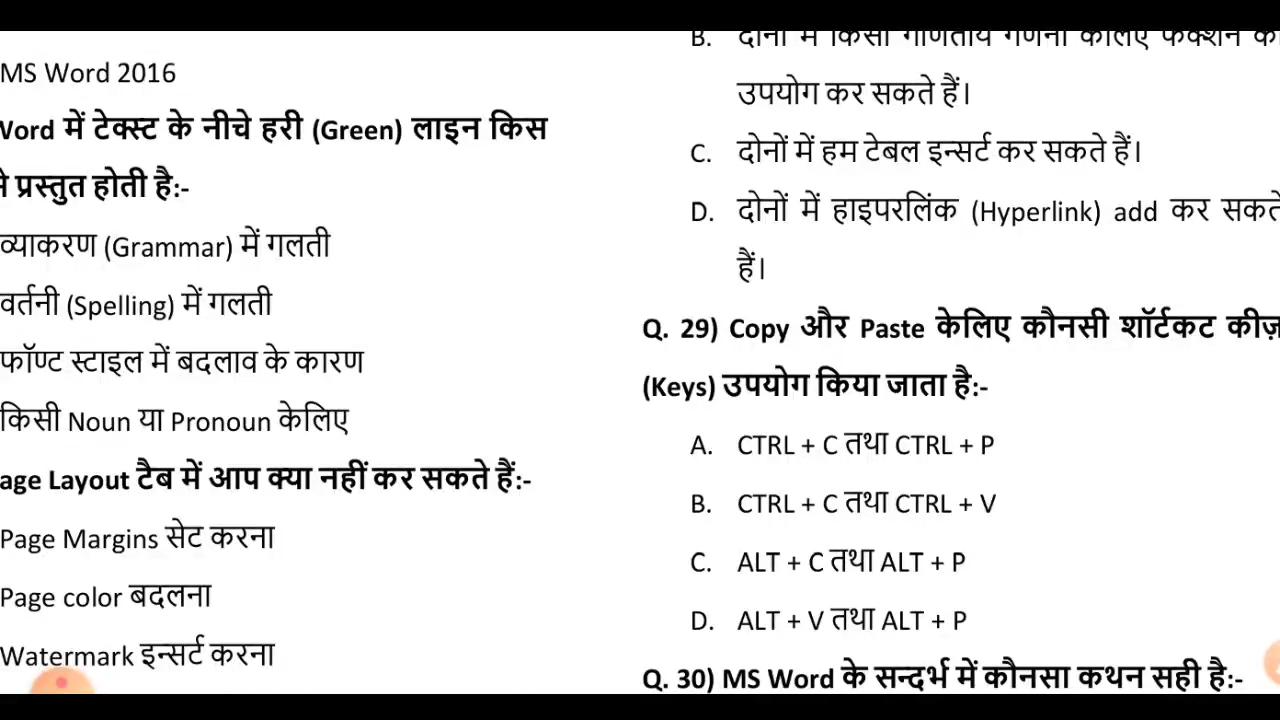 MS Word 2016
Word में टेक्स्ट के नीचे हरी (Green) लाइन किस
प्रस्तुत होती है:-
व्याकरण (Grammar) में गलती
वर्तनी (Spelling) में गलती
फॉण्ट स्टाइल में बदलाव के कारण
किसी Noun या Pronoun केलिए
age Layout टैब में आप क्या नहीं कर सकते हैं:-
Page Margins सेट करना
Page color बदलना
Watermark इन्सर्ट करना
B. दोनों में किसी गणितीय गणना केलिए फंक्शन का
उपयोग कर सकते हैं।
C. दोनों में हम टेबल इन्सर्ट कर सकते हैं।
D. दोनों में हाइपरलिंक (Hyperlink) add कर सकते
हैं।
Q. 29) Copy और Paste केलिए कौनसी शॉर्टकट कीज़
(Keys) उपयोग किया जाता है:-
A. CTRL + C तथा CTRL + P
B. CTRL + C तथा CTRL + V
C. ALT + C तथा ALT + P
D. ALT + V तथा ALT + P
Q. 30) MS Word के सन्दर्भ में कौनसा कथन सही है:-